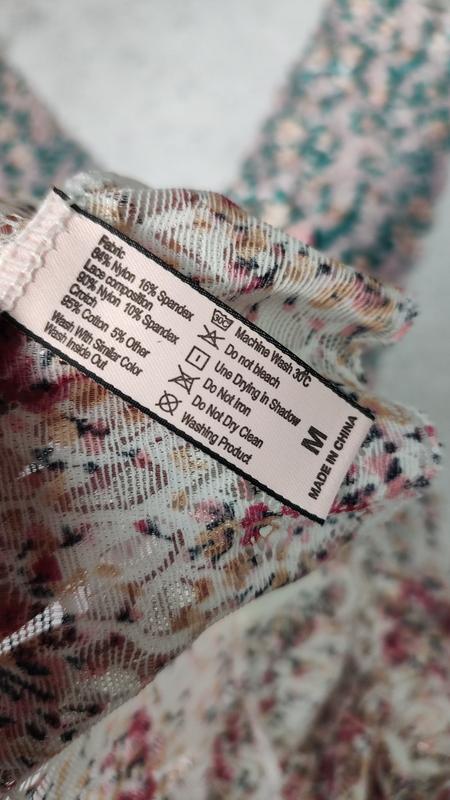 Fabric
84% Nylon 16% Spandex
Lace composition
90% Nylon 10% Spandex
Crotch
95% Cotton 5% Other
Wash With Similar Color
Wash Inside Out
30C
Machine Wash 30℃
Do not bleach
Une Drying In Shadow
Do Not Iron
Do Not Dry Clean
Washing Product
M
MADE IN CHINA